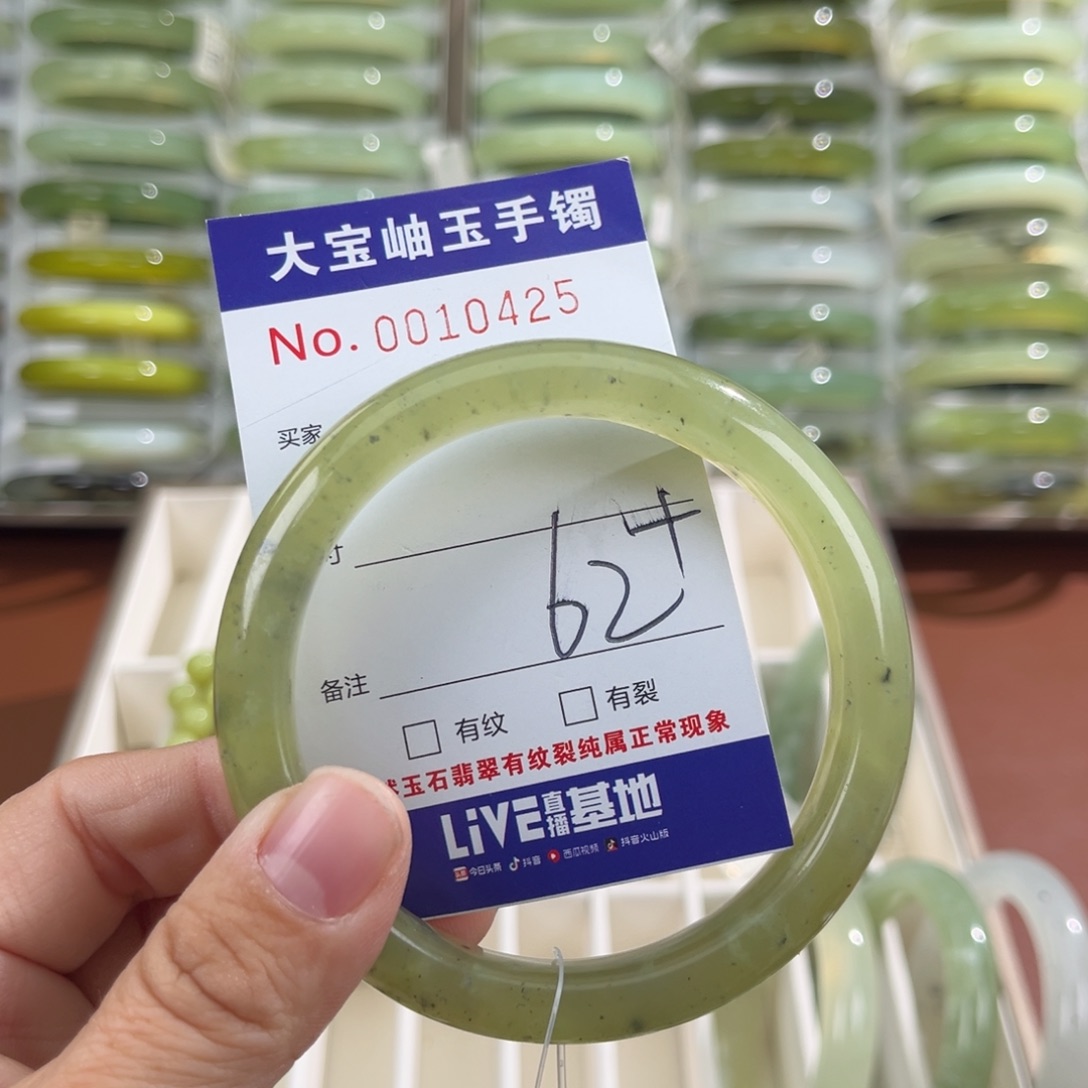 大宝岫玉手镯
No. 0010425
买家
寸
62+
备注
有纹 有裂
玉石翡翠有纹裂纯属正常现象
LIVE直播基地
今日头条 抖音 西瓜视频 抖音火山版